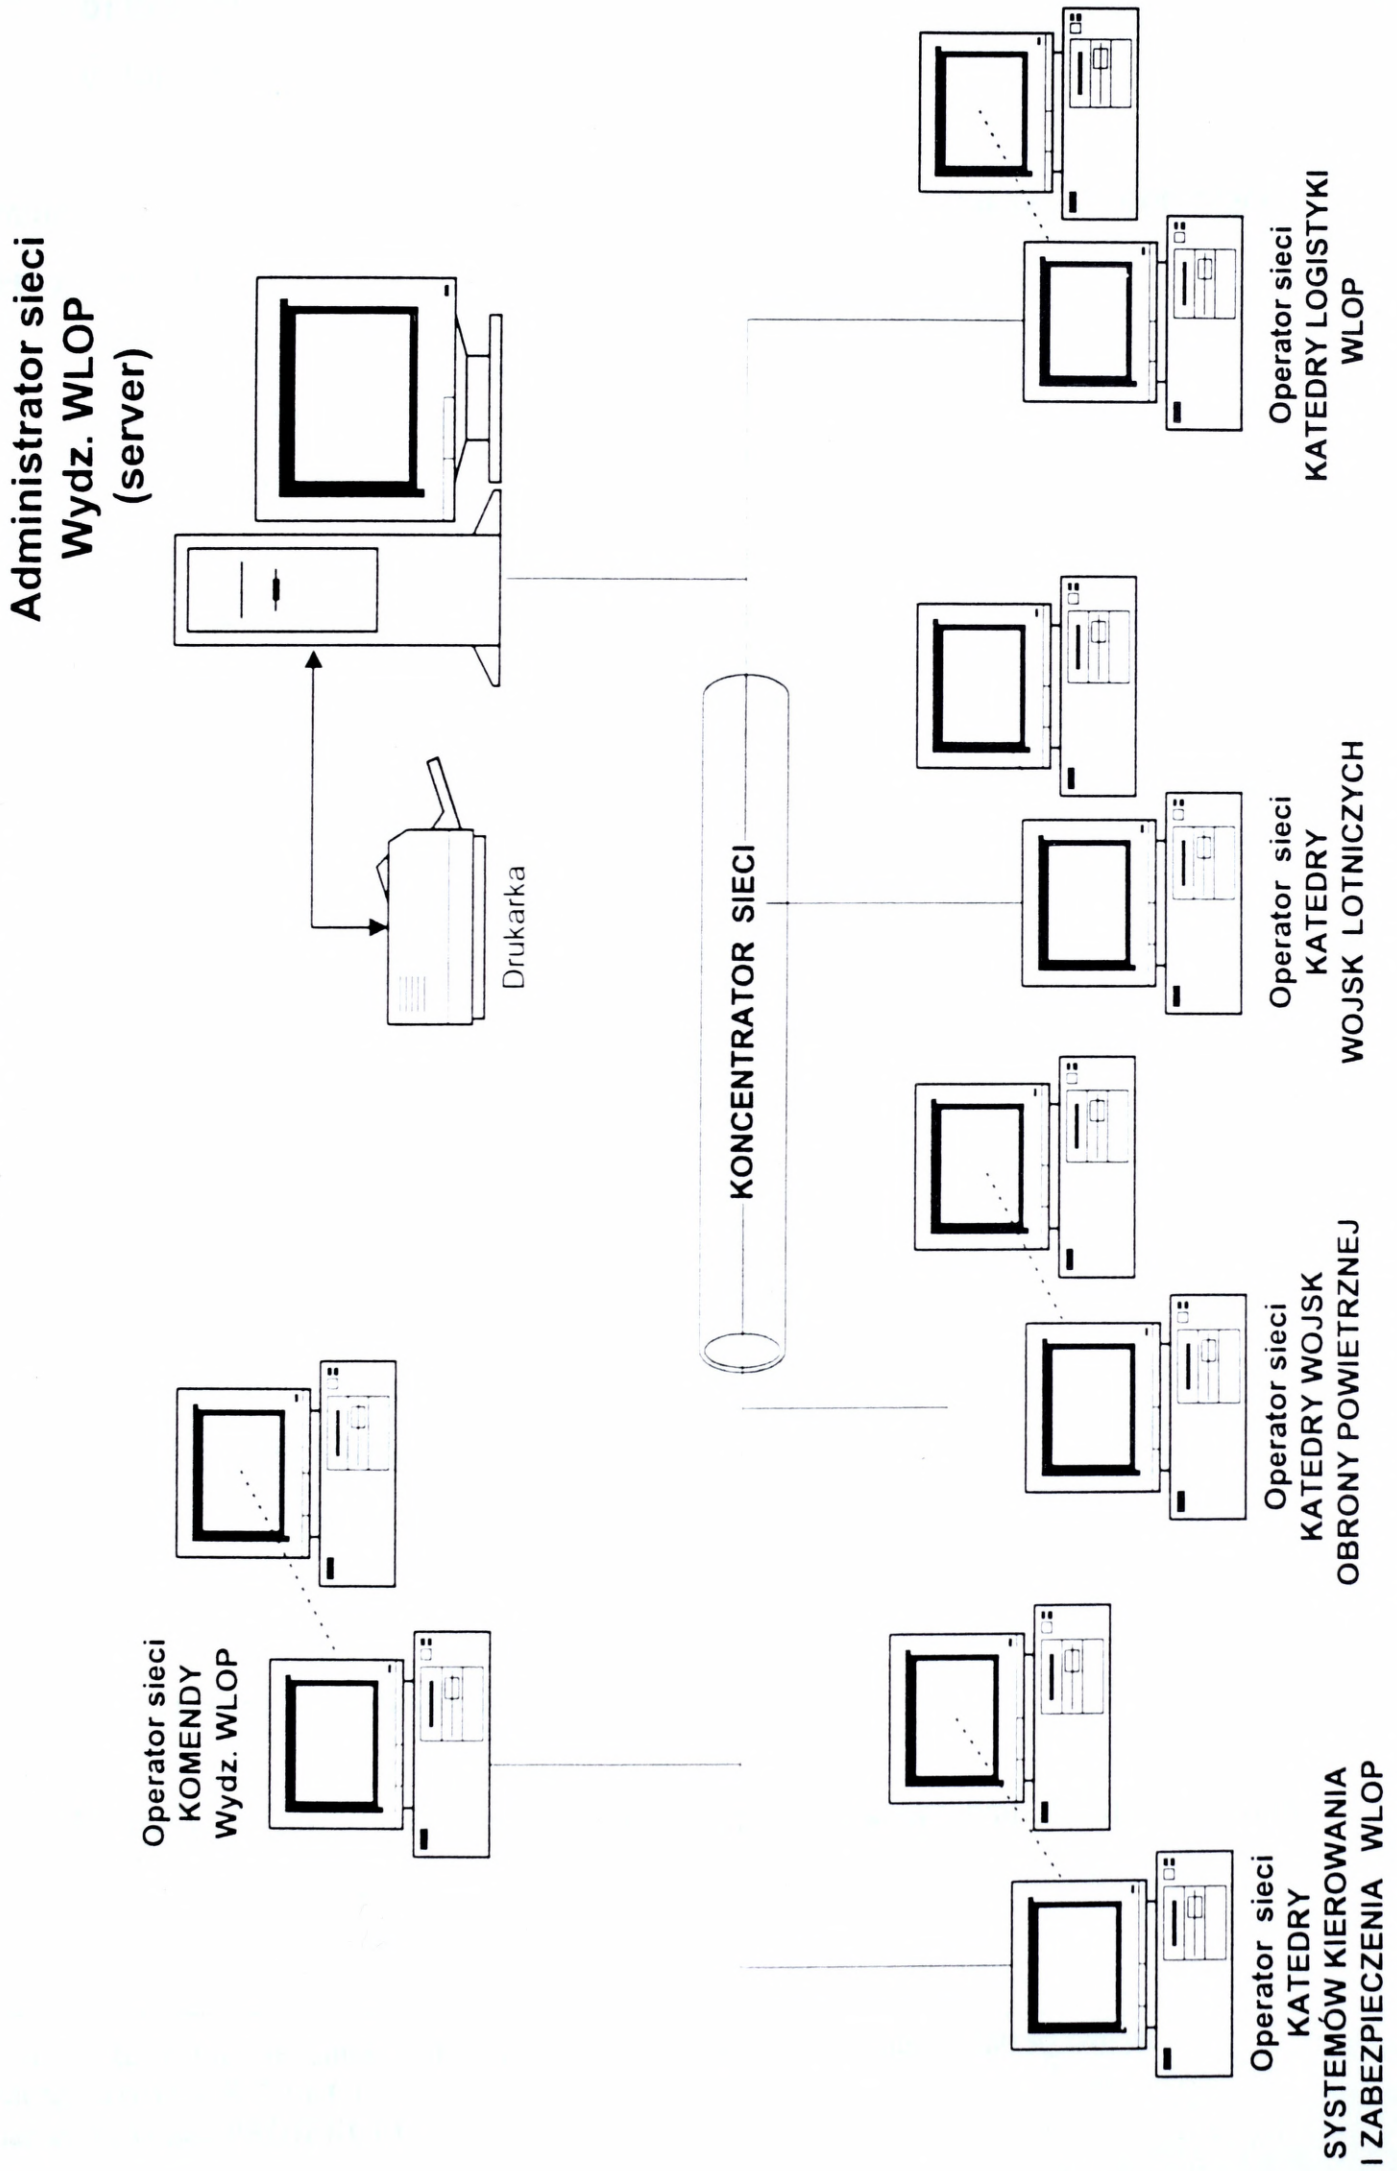 Administrator sieci
Wydz. WLOP
(server)
Operator sieci
KOMENDY
Wydz. WLOP
Drukarka
KONCENTRATOR SIECI
Operator sieci
KATEDRY
SYSTEMÓW KIEROWANIA
I ZABEZPIECZENIA WLOP
Operator sieci
KATEDRY WOJSK
OBRONY POWIETRZNEJ
Operator sieci
KATEDRY
WOJSK LOTNICZYCH
Operator sieci
KATEDRY LOGISTYKI
WLOP